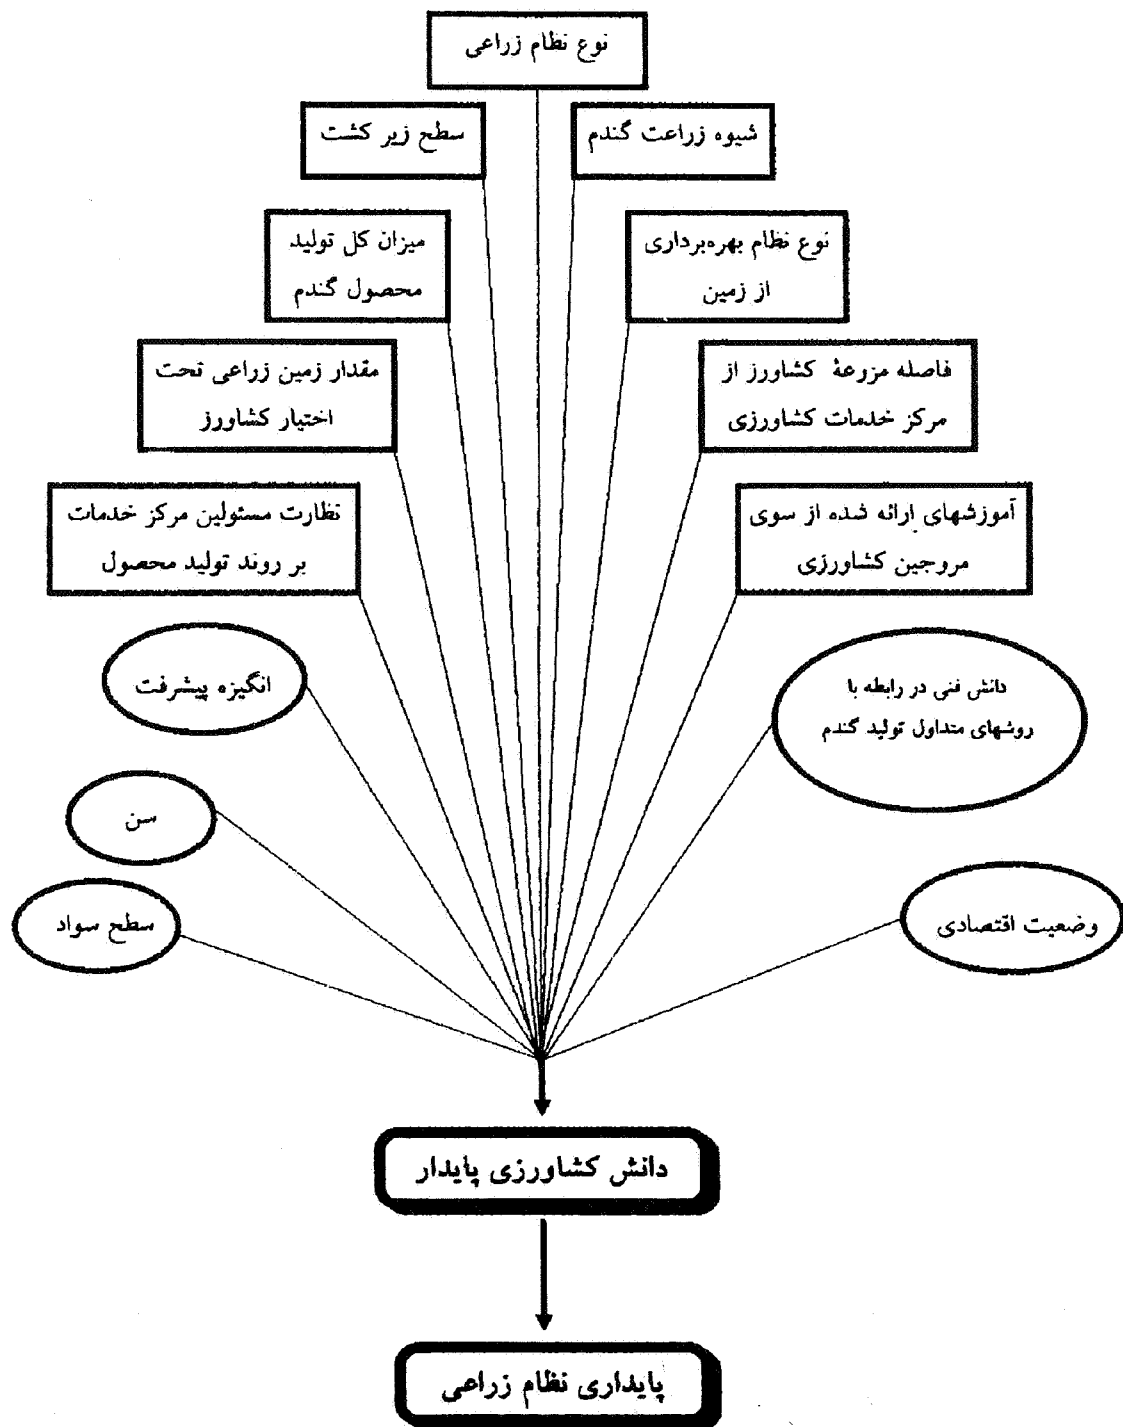 نوع نظام زراعی
شیوه زراعت گندم
سطح زیر کشت
نوع نظام بهره‌برداری
از زمین
میزان کل تولید
محصول گندم
فاصله مزرعهٔ کشاورز از
مرکز خدمات کشاورزی
مقدار زمین زراعی تحت
اختیار کشاورز
آموزشهای ارائه شده از سوی
مروجین کشاورزی
نظارت مسئولین مرکز خدمات
بر روند تولید محصول
دانش فنی در رابطه با
روشهای متداول تولید گندم
انگیزه پیشرفت
سن
وضعیت اقتصادی
سطح سواد
دانش کشاورزی پایدار
پایداری نظام زراعی